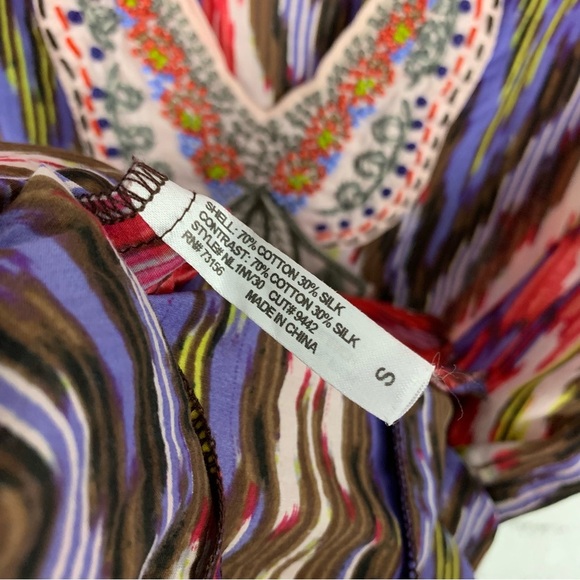 SHELL: 70% COTTON 30% SILK
CONTRAST: 70% COTTON 30% SILK
STYLE# NL1NV30 CUT# 9442
RN# 73156 MADE IN CHINA
S